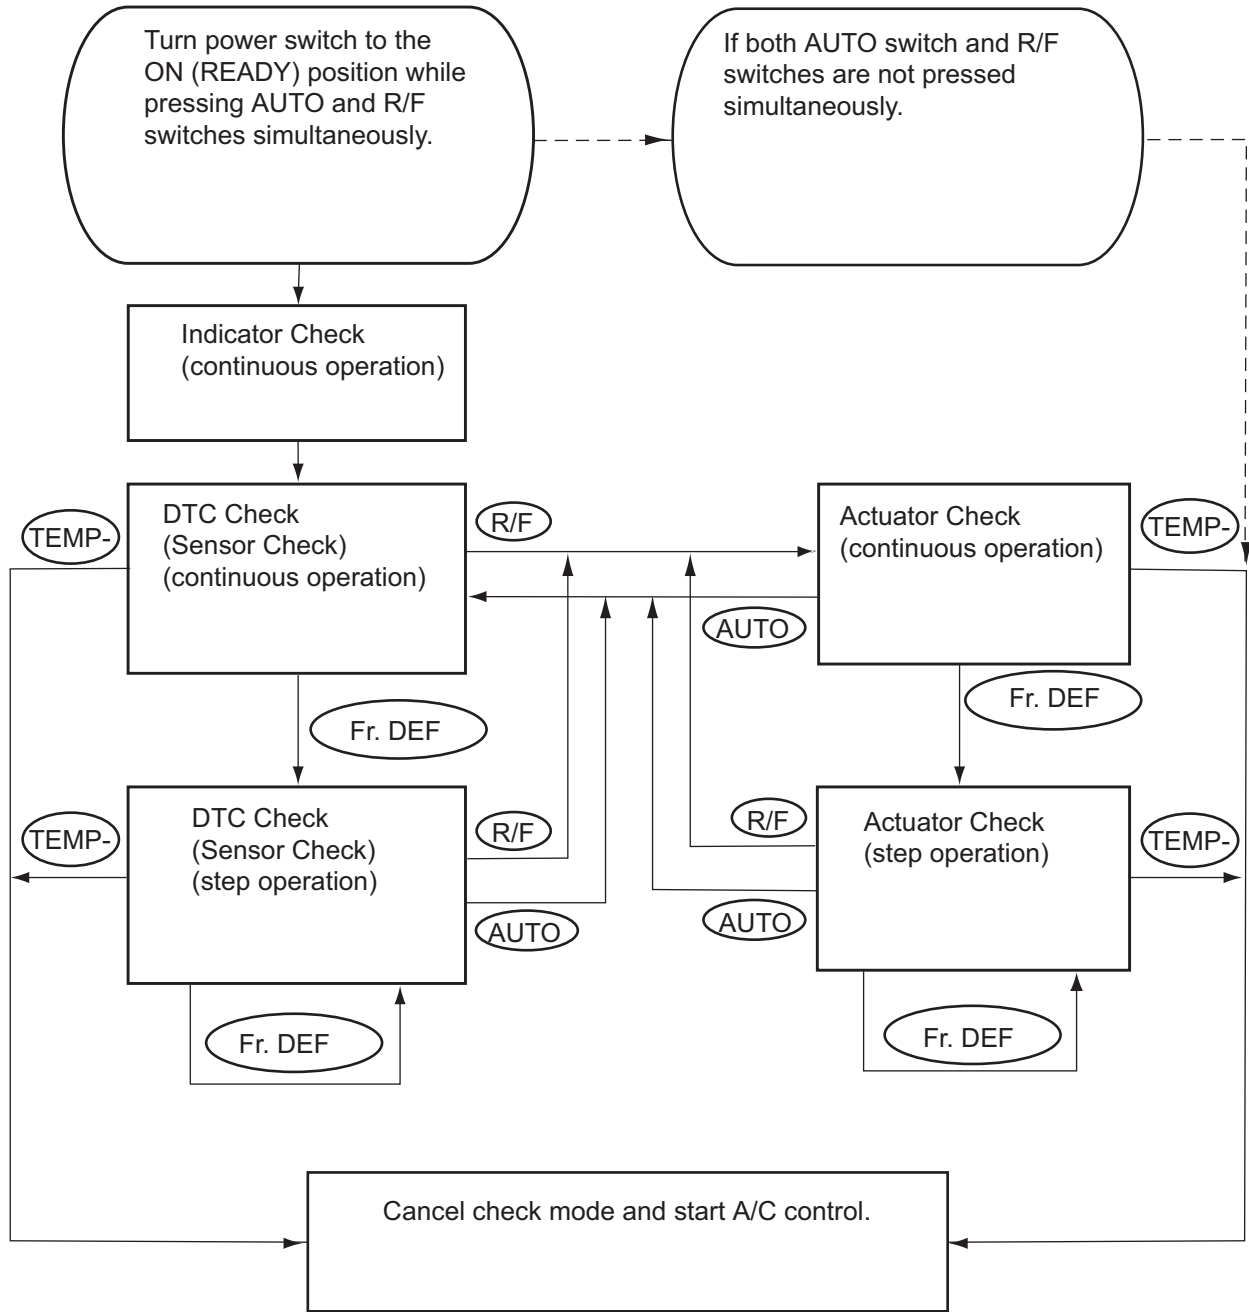 Turn power switch to the
ON (READY) position while
pressing AUTO and R/F
switches simultaneously.
If both AUTO switch and R/F
switches are not pressed
simultaneously.
Indicator Check
(continuous operation)
TEMP-
DTC Check
(Sensor Check)
(continuous operation)
R/F
AUTO
Actuator Check
(continuous operation)
TEMP-
Fr. DEF
Fr. DEF
TEMP-
DTC Check
(Sensor Check)
(step operation)
R/F
AUTO
R/F
AUTO
Actuator Check
(step operation)
TEMP-
Fr. DEF
Fr. DEF
Cancel check mode and start A/C control.